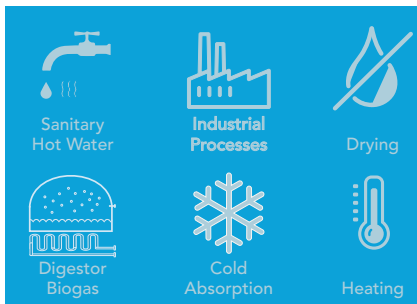 Sanitary
Hot Water
Industrial
Processes
Drying
Digestor
Biogas
Cold
Absorption
Heating